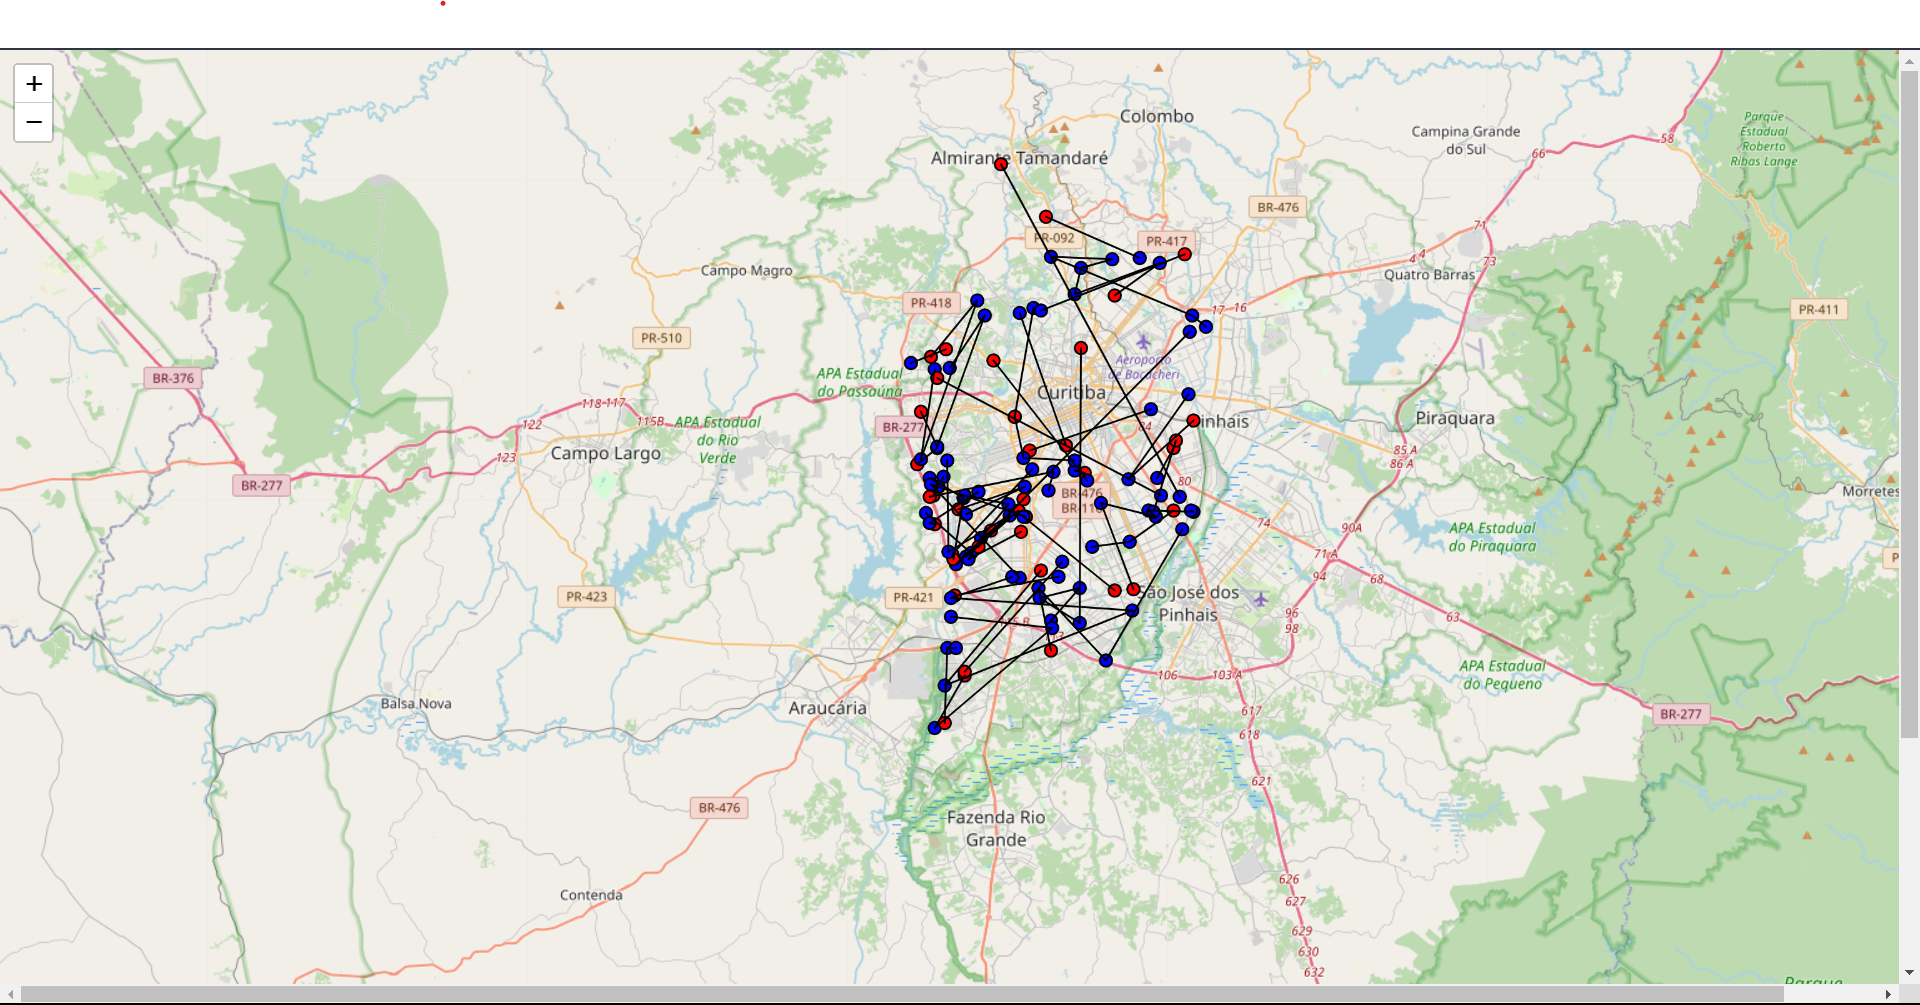 +
−
Colombo
Campina Grande
do Sul
Parque
Estadual
Roberto
Ribas Lange
58
66
Almirante Tamandaré
BR-476
71
PR-092
PR-417
4 4
73
Campo Magro
Quatro Barras
PR-418
17 16
PR-411
PR-510
Aeroporto
de Bacacheri
BR-376
APA Estadual
do Passaúna
Curitiba
118-117
115B
122
APA Estadual
do Rio
Verde
BR-277
84
inhais
Piraquara
Campo Largo
123
85 A
86 A
BR-277
80
BR-476
BR-116
Morretes
74
90A
APA Estadual
do Piraquara
71 A
94
68
PR-423
PR-421
São José dos
Pinhais
96
98
63
115 B
106
103 A
APA Estadual
do Pequeno
Balsa Nova
Araucária
617
618
BR-277
621
BR-476
Fazenda Rio
Grande
626
627
Contenda
629
630
632
Parque